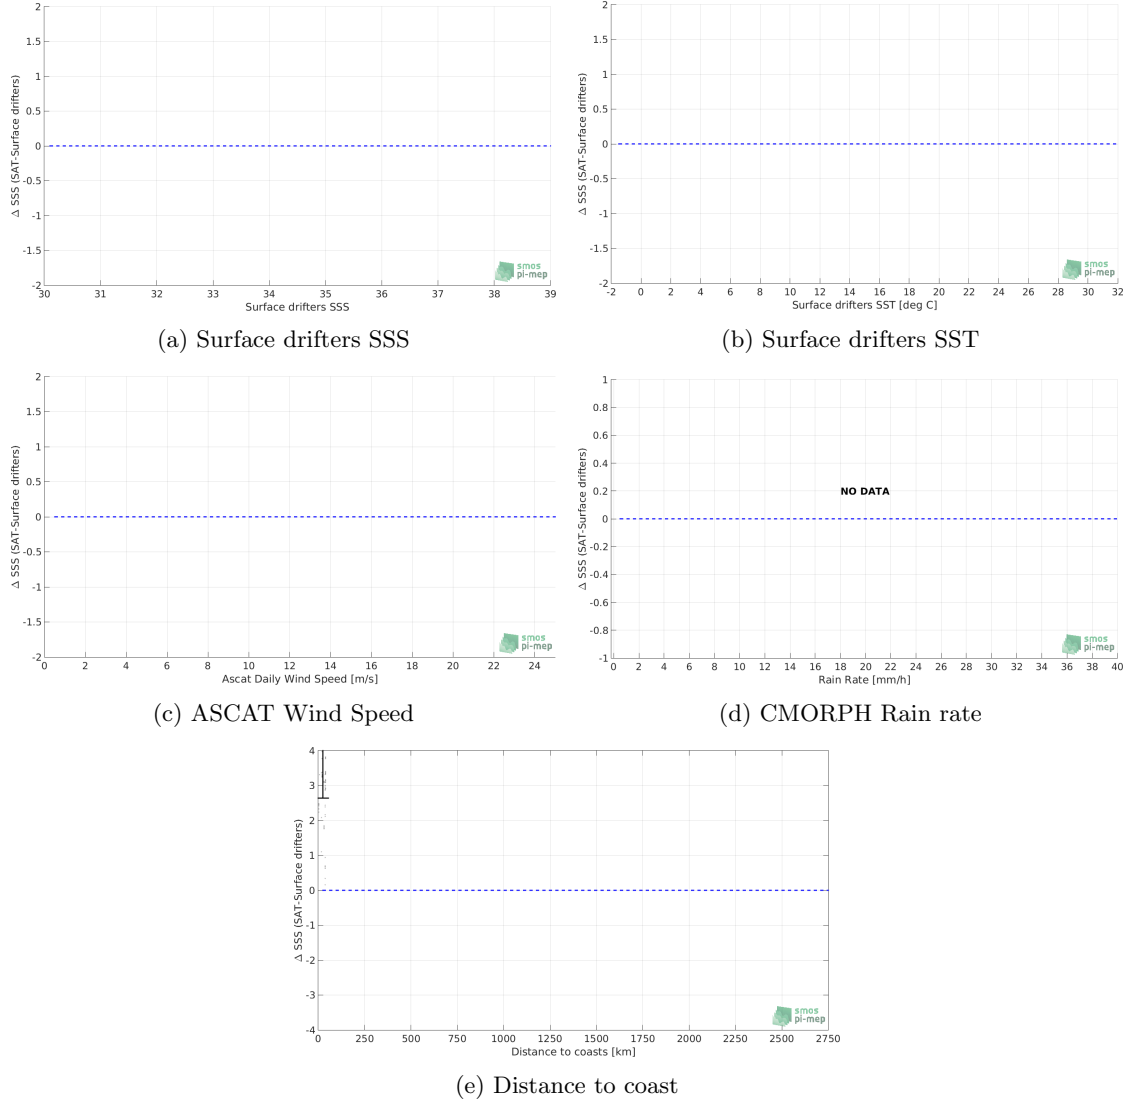 2
1.5
1
0.5
0
-0.5
-1
-1.5
-2
Δ SSS (SAT-Surface drifters)
30 31 32 33 34 35 36 37 38 39
Surface drifters SSS
smos
pi-mep
(a) Surface drifters SSS
2
1.5
1
0.5
0
-0.5
-1
-1.5
-2
Δ SSS (SAT-Surface drifters)
-2 0 2 4 6 8 10 12 14 16 18 20 22 24 26 28 30 32
Surface drifters SST [deg C]
smos
pi-mep
(b) Surface drifters SST
2
1.5
1
0.5
0
-0.5
-1
-1.5
-2
Δ SSS (SAT-Surface drifters)
0 2 4 6 8 10 12 14 16 18 20 22 24
Ascat Daily Wind Speed [m/s]
smos
pi-mep
(c) ASCAT Wind Speed
1
0.8
0.6
0.4
0.2
0
-0.2
-0.4
-0.6
-0.8
-1
Δ SSS (SAT-Surface drifters)
NO DATA
0 2 4 6 8 10 12 14 16 18 20 22 24 26 28 30 32 34 36 38 40
Rain Rate [mm/h]
smos
pi-mep
(d) CMORPH Rain rate
4
3
2
1
0
-1
-2
-3
-4
Δ SSS (SAT-Surface drifters)
0 250 500 750 1000 1250 1500 1750 2000 2250 2500 2750
Distance to coasts [km]
smos
pi-mep
(e) Distance to coast